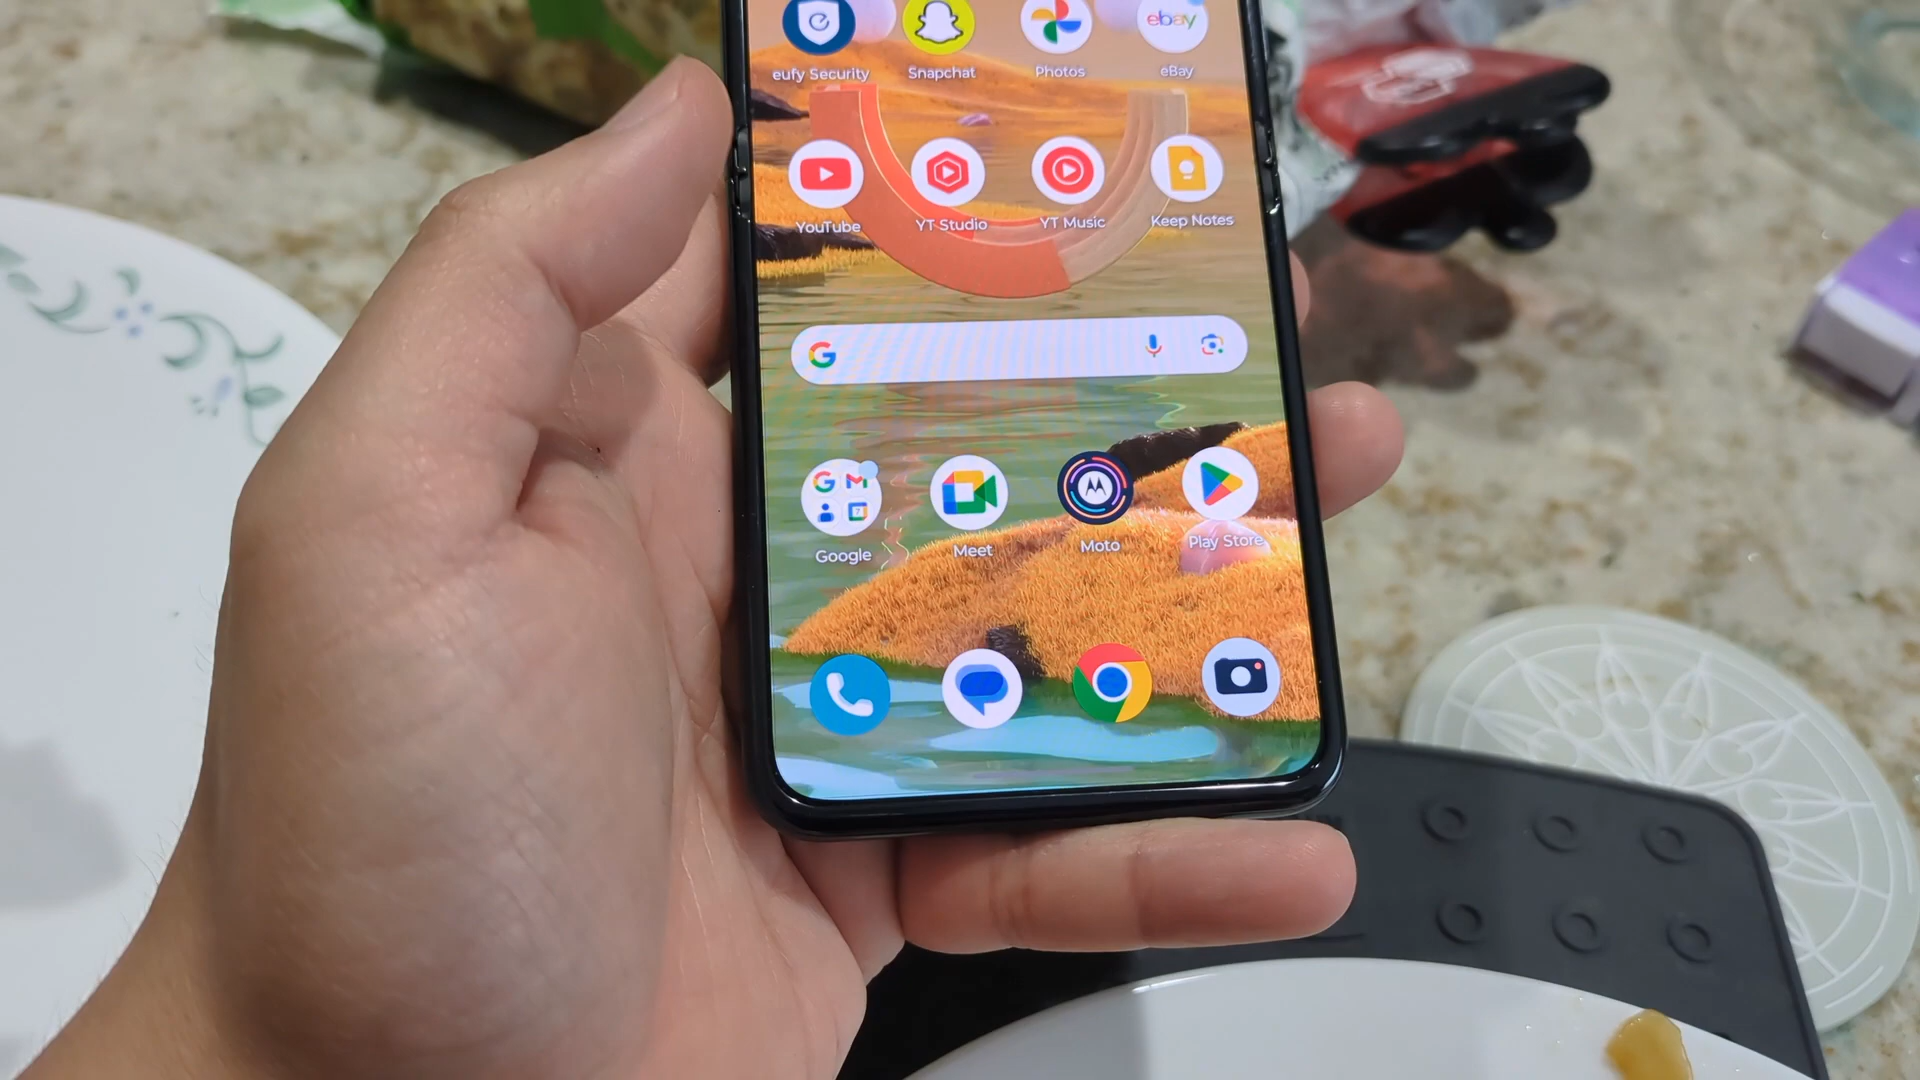 ebay
eufy Security
Snapchat
Photos
eBay
YouTube
YT Studio
YT Music
Keep Notes
Google
Meet
Moto
Play Store